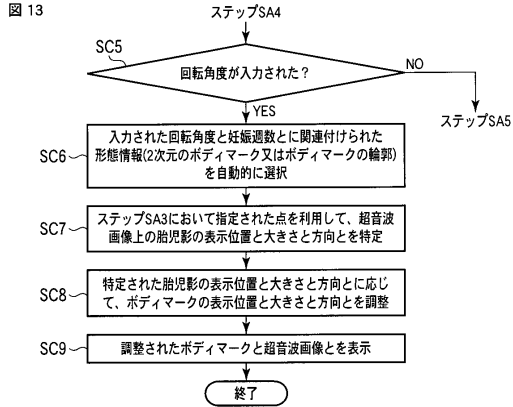 図 13
ステップSA4
SC5
回転角度が入力された？
NO
YES
ステップSA5
SC6
入力された回転角度と妊娠週数とに関連付けられた
形態情報(2次元のボディマーク又はボディマークの輪郭)
を自動的に選択
SC7
ステップSA3において指定された点を利用して、超音波
画像上の胎児影の表示位置と大きさと方向とを特定
SC8
特定された胎児影の表示位置と大きさと方向とに応じ
て、ボディマークの表示位置と大きさと方向とを調整
SC9
調整されたボディマークと超音波画像とを表示
終了